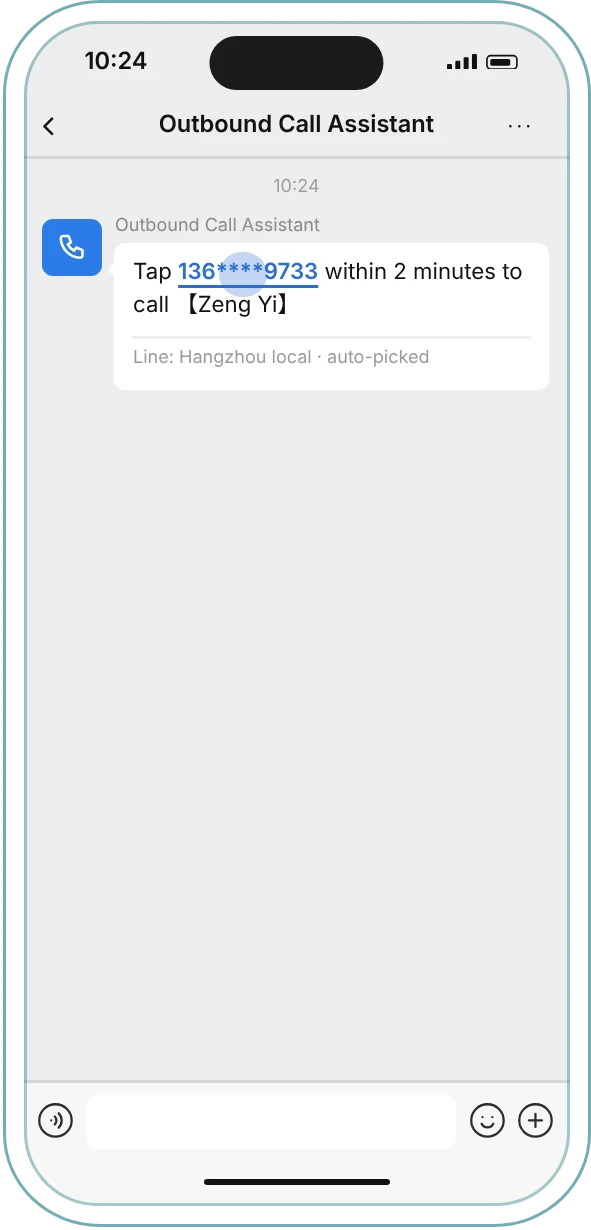 10:24
Outbound Call Assistant
10:24
Outbound Call Assistant
Tap 136****9733 within 2 minutes to
call 【Zeng Yi】
Line: Hangzhou local · auto-picked